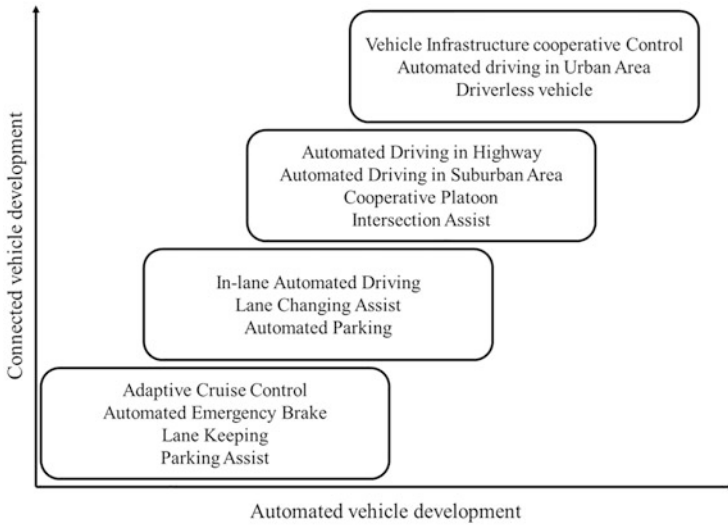 Vehicle Infrastructure cooperative Control
Automated driving in Urban Area
Driverless vehicle
Automated Driving in Highway
Automated Driving in Suburban Area
Cooperative Platoon
Intersection Assist
In-lane Automated Driving
Lane Changing Assist
Automated Parking
Adaptive Cruise Control
Automated Emergency Brake
Lane Keeping
Parking Assist
Connected vehicle development
Automated vehicle development